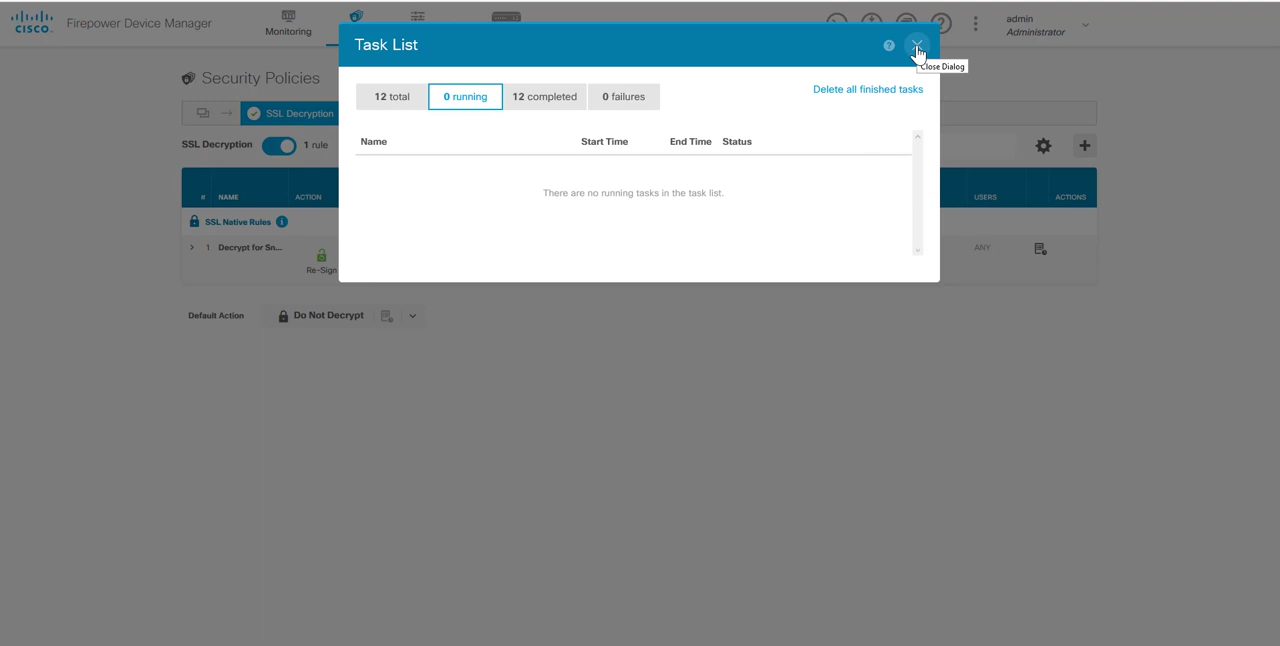 CISCO
Firepower Device Manager
Monitoring
admin
Administrator
Task List
?
Close Dialog
Security Policies
12 total
0 running
12 completed
0 failures
Delete all finished tasks
SSL Decryption
SSL Decryption
1 rule
Name
Start Time
End Time
Status
There are no running tasks in the task list.
#
NAME
ACTION
USERS
ACTIONS
SSL Native Rules
1
Decrypt for Sn...
Re-Sign
ANY
Default Action
Do Not Decrypt